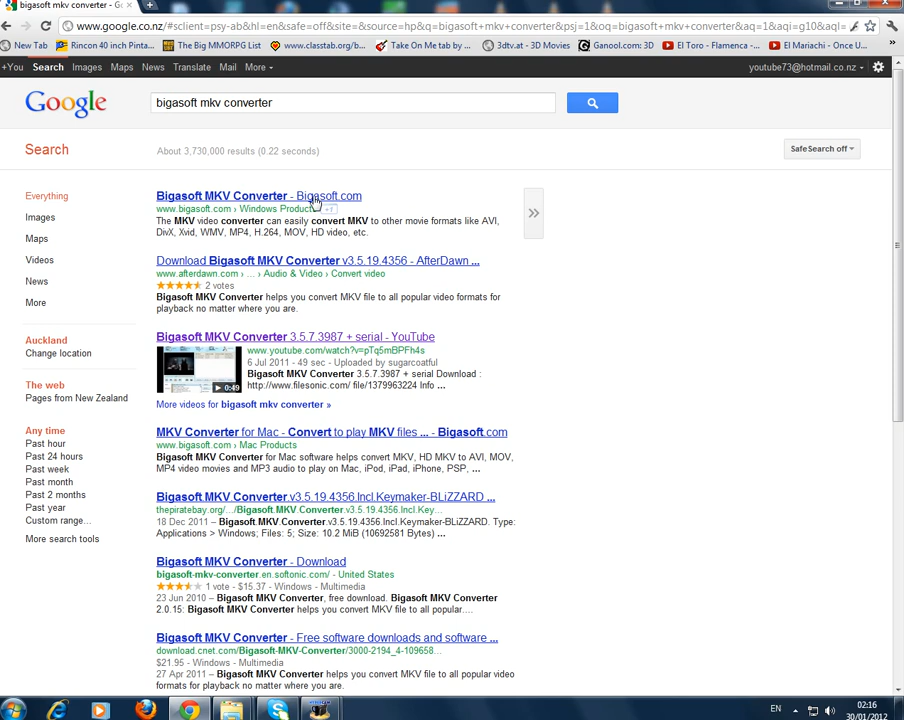 bigasoft mkv converter - G
www.google.co.nz/#sclient=psy-ab&hl=en&safe=off&site=&source=hp&q=bigasoft+mkv+converter&psj=1&oq=bigasoft+mkv+converter&aq=1&aqi=g10&aql=
New Tab Rincon 40 inch Pinta... The Big MMORPG List www.classtab.org/b... Take On Me tab by ... 3dtv.at - 3D Movies Ganool.com: 3D El Toro - Flamenca -... El Mariachi - Once U...
+You Search Images Maps News Translate Mail More youtube73@hotmail.co.nz
Google bigasoft mkv converter
Search About 3,730,000 results (0.22 seconds) SafeSearch off
Everything
Images
Maps
Videos
News
More
Auckland
Change location
The web
Pages from New Zealand
Any time
Past hour
Past 24 hours
Past week
Past month
Past 2 months
Past year
Custom range...
More search tools
Bigasoft MKV Converter - Bigasoft.com
www.bigasoft.com › Windows Products
The MKV video converter can easily convert MKV to other movie formats like AVI,
DivX, Xvid, WMV, MP4, H.264, MOV, HD video, etc.
Download Bigasoft MKV Converter v3.5.19.4356 - AfterDawn ...
www.afterdawn.com › ... › Audio & Video › Convert video
2 votes
Bigasoft MKV Converter helps you convert MKV file to all popular video formats for
playback no matter where you are.
Bigasoft MKV Converter 3.5.7.3987 + serial - YouTube
www.youtube.com/watch?v=pTq5mBPFh4s
6 Jul 2011 - 49 sec - Uploaded by sugarcoatful
Bigasoft MKV Converter 3.5.7.3987 + serial Download :
http://www.filesonic.com/ file/1379963224 Info ...
0:49
More videos for bigasoft mkv converter »
MKV Converter for Mac - Convert to play MKV files ... - Bigasoft.com
www.bigasoft.com › Mac Products
Bigasoft MKV Converter for Mac software helps convert MKV, HD MKV to AVI, MOV,
MP4 video movies and MP3 audio to play on Mac, iPod, iPad, iPhone, PSP, ...
Bigasoft MKV Converter.v3.5.19.4356.Incl.Keymaker-BLiZZARD ...
thepiratebay.org/.../Bigasoft.MKV.Converter.v3.5.19.4356.Incl.Key...
18 Dec 2011 – Bigasoft.MKV.Converter.v3.5.19.4356.Incl.Keymaker-BLiZZARD. Type:
Applications > Windows; Files: 5; Size: 10.2 MiB (10692581 Bytes) ...
Bigasoft MKV Converter - Download
bigasoft-mkv-converter.en.softonic.com/ - United States
1 vote - $15.37 - Windows - Multimedia
23 Jun 2010 – Bigasoft MKV Converter, free download. Bigasoft MKV Converter
2.0.15: Bigasoft MKV Converter helps you convert MKV file to all popular....
Bigasoft MKV Converter - Free software downloads and software ...
download.cnet.com/Bigasoft-MKV-Converter/3000-2194_4-109658...
$21.95 - Windows - Multimedia
27 Apr 2011 – Bigasoft MKV Converter helps you convert MKV file to all popular video
formats for playback no matter where you are.
EN 02:16
30/01/2012